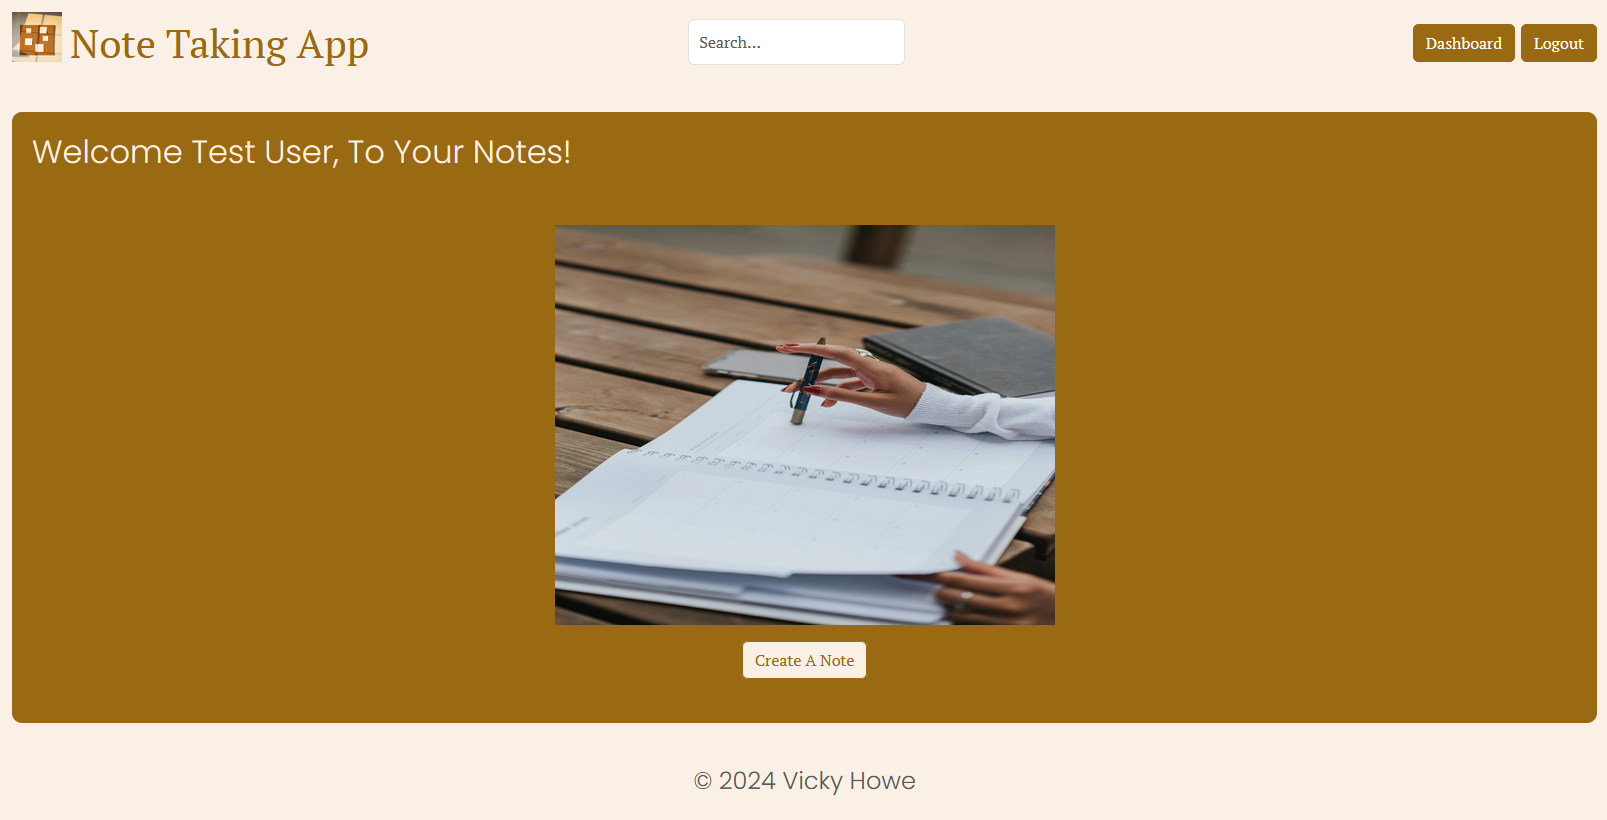 Note Taking App
Search...
Dashboard
Logout
Welcome Test User, To Your Notes!
Create A Note
© 2024 Vicky Howe